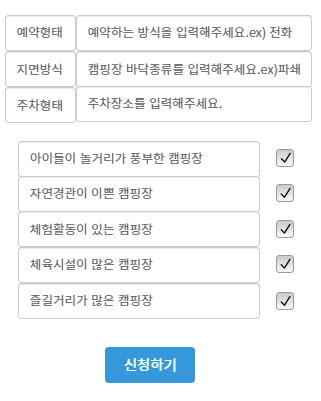 예약형태 예약하는 방식을 입력해주세요.ex) 전화
지면방식 캠핑장 바닥종류를 입력해주세요.ex)파쇄
주차형태 주차장소를 입력해주세요.
아이들이 놀거리가 풍부한 캠핑장
자연경관이 이쁜 캠핑장
체험활동이 있는 캠핑장
체육시설이 많은 캠핑장
즐길거리가 많은 캠핑장
신청하기